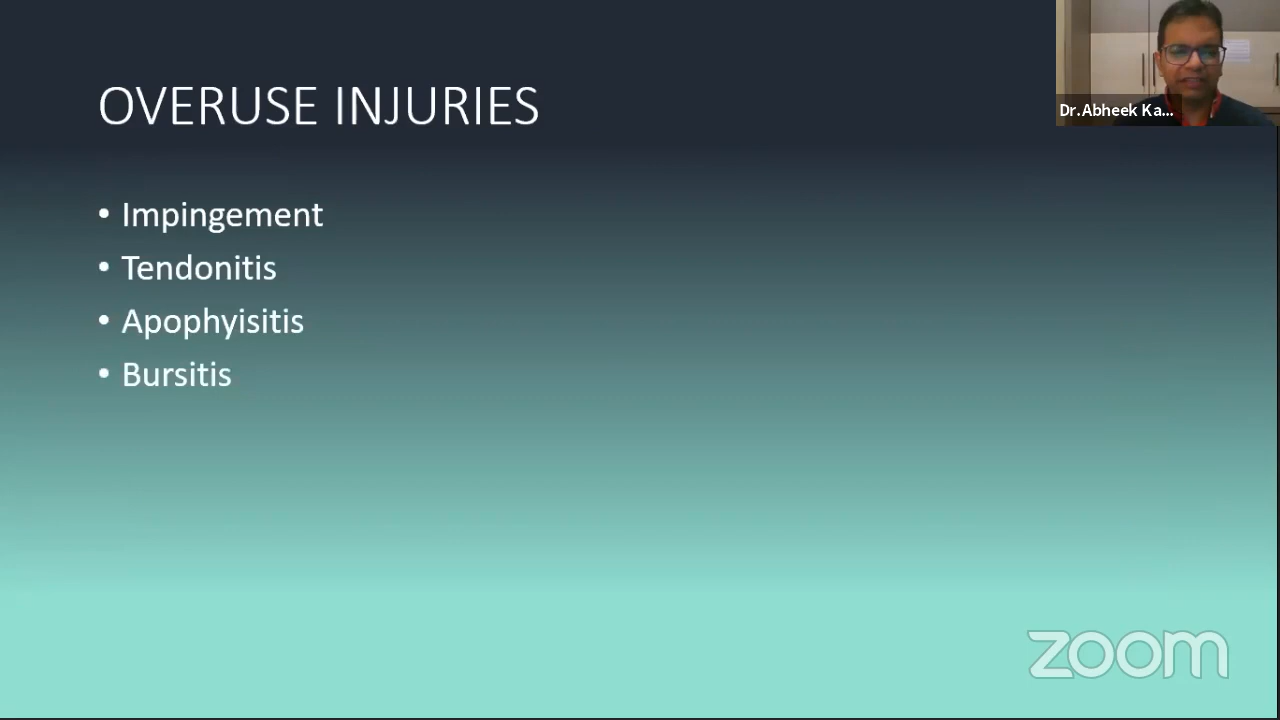 OVERUSE INJURIES
Dr.Abheek Ka...
• Impingement
• Tendonitis
• Apophyisitis
• Bursitis
zoom